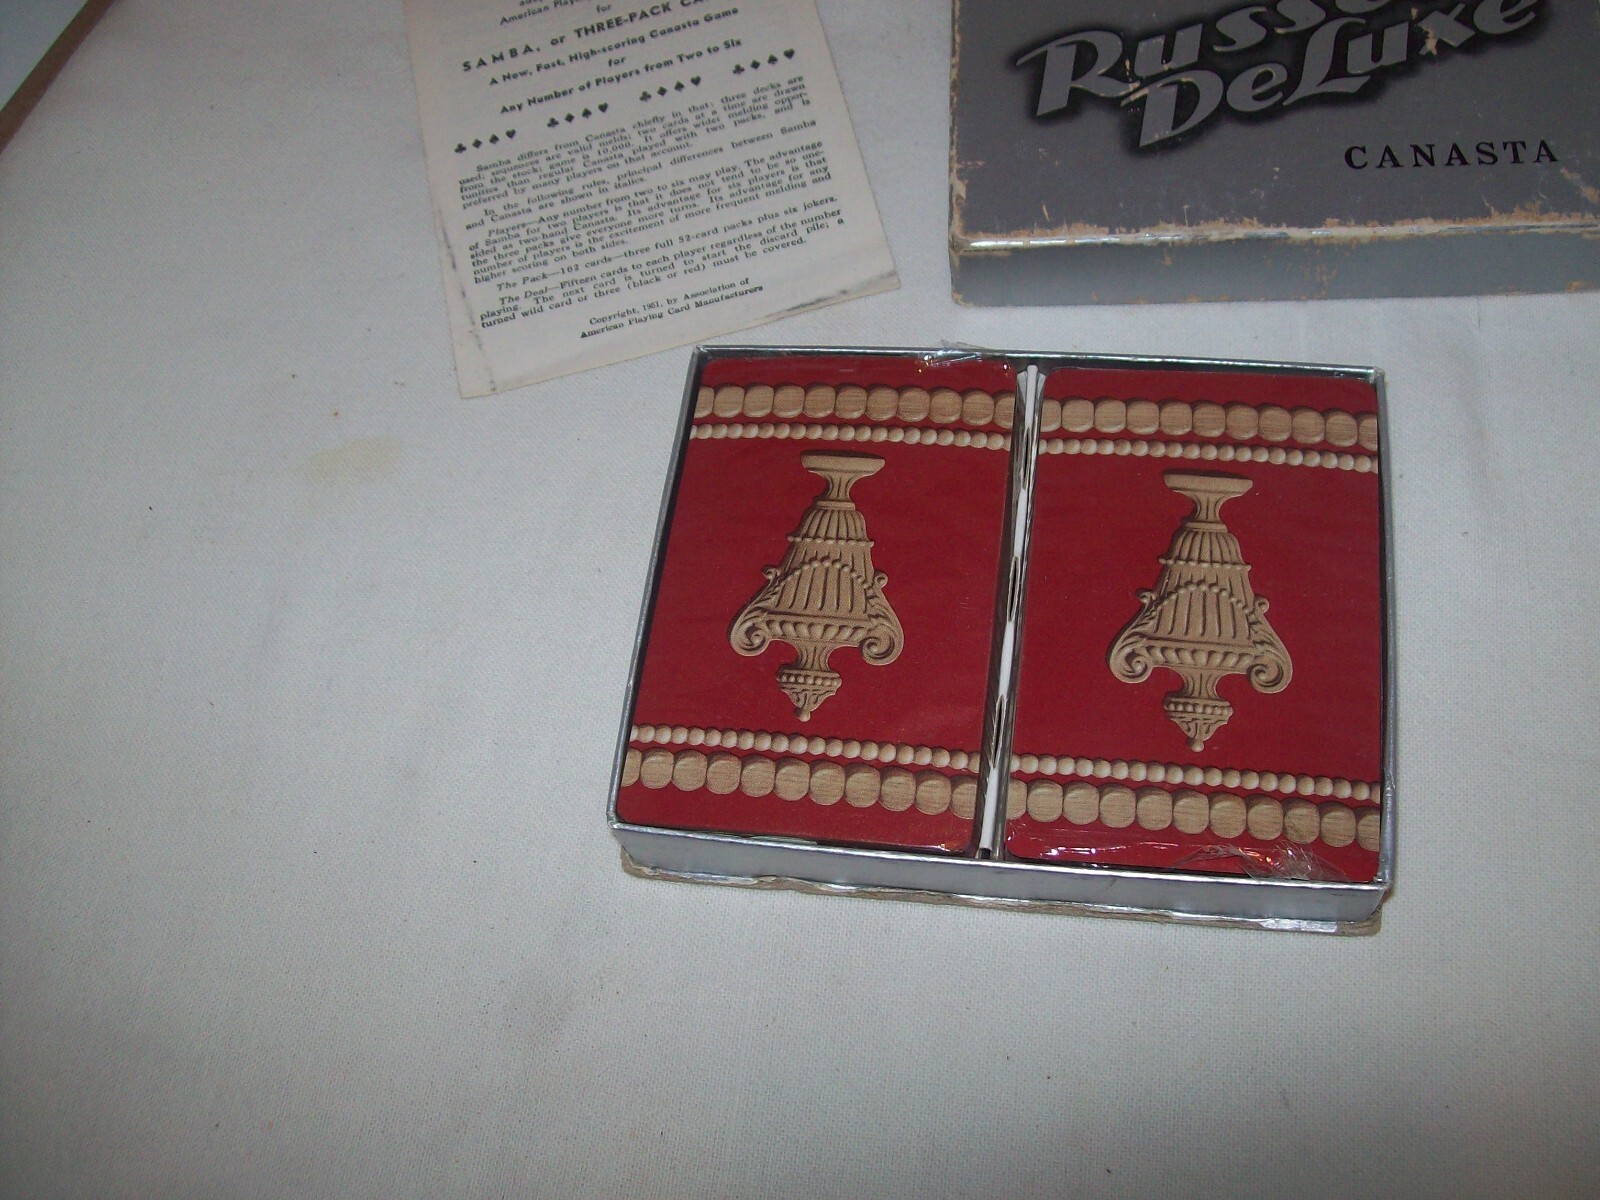 American Playing
for
SAMBA, or THREE-PACK CA
A New, Fast, High-scoring Canasta Game
for
Any Number of Players from Two to Six
Samba differs from Canasta chiefly in that: three decks are
used; sequences are valid melds; two cards at a time are drawn
from the stock; game is 10,000. It offers wider melding oppor-
tunities than regular Canasta played with two packs, and is
preferred by many players on that account.
In the following rules, principal differences between Samba
and Canasta are shown in italics.
Players—Any number from two to six may play. The advantage
of Samba for two players is that it does not tend to be so one-
sided as two-hand Canasta. Its advantage for six players is that
the three packs give everyone more turns. Its advantage for any
number of players is the excitement of more frequent melding and
higher scoring on both sides.
The Pack—162 cards—three full 52-card packs plus six jokers.
The Deal—Fifteen cards to each player regardless of the number
playing. The next card is turned to start the discard pile; a
turned wild card or three (black or red) must be covered.
Copyright, 1951, by Association of
American Playing Card Manufacturers
Russe
DeLuxe
CANASTA